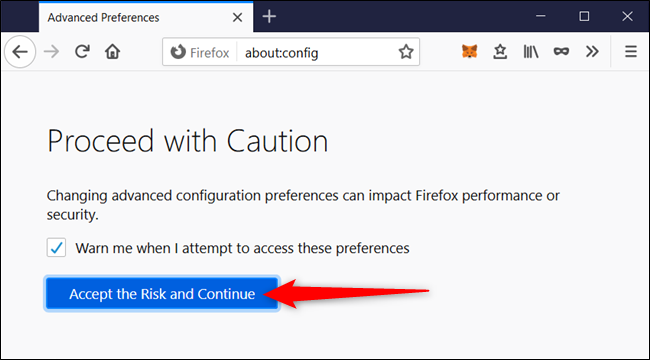 Advanced Preferences
Firefox about:config
Proceed with Caution
Changing advanced configuration preferences can impact Firefox performance or
security.
Warn me when I attempt to access these preferences
Accept the Risk and Continue